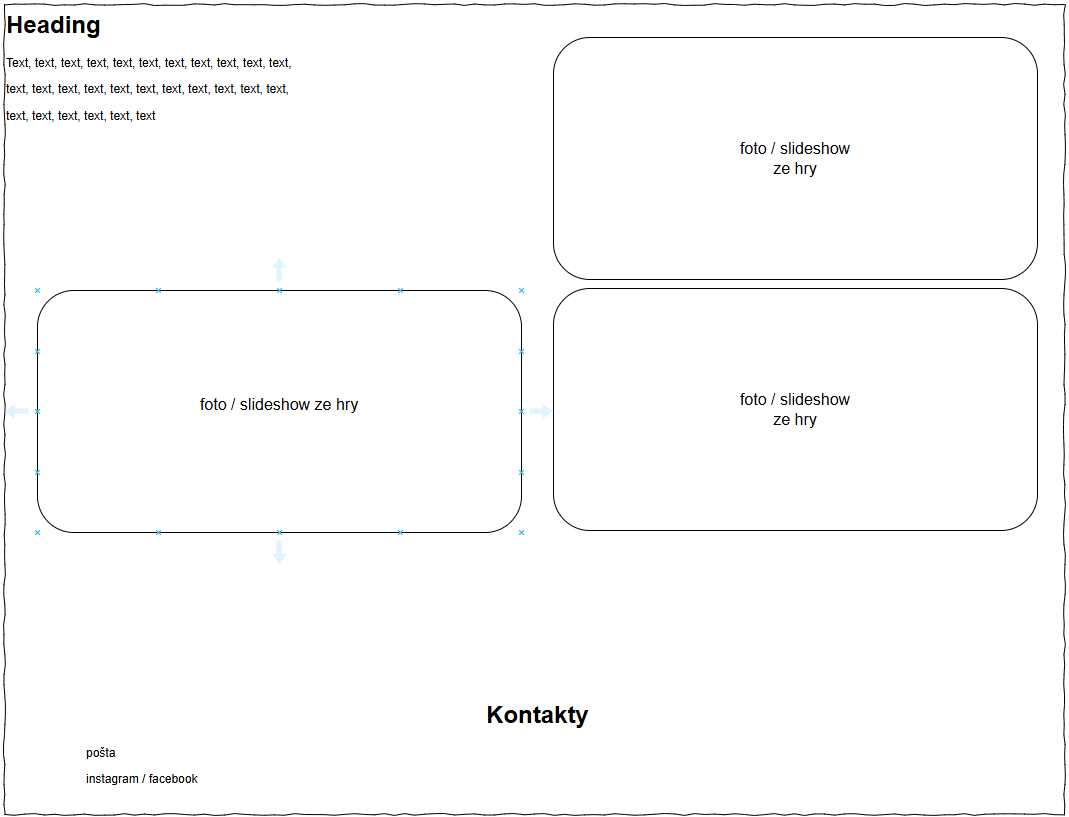 Heading
Text, text, text, text, text, text, text, text, text, text, text,
text, text, text, text, text, text, text, text, text, text, text,
text, text, text, text, text, text
foto / slideshow
ze hry
foto / slideshow ze hry
foto / slideshow
ze hry
Kontakty
pošta
instagram / facebook